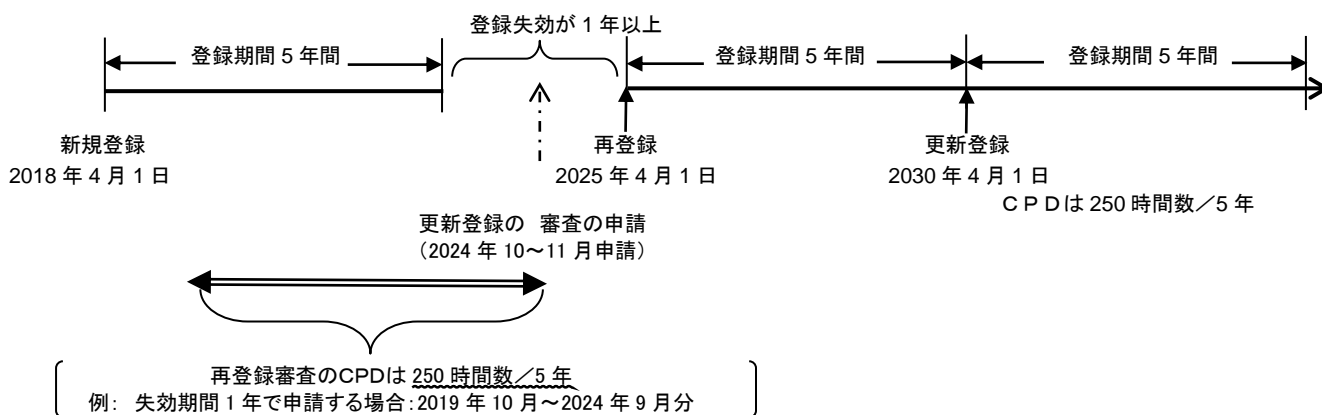 登録失効が 1 年以上
登録期間 5 年間
登録期間 5 年間
登録期間 5 年間
新規登録
2018 年 4 月 1 日
再登録
2025 年 4 月 1 日
更新登録
2030 年 4 月 1 日
CPDは 250 時間数/5 年
更新登録の 審査の申請
(2024 年 10~11 月申請)
再登録審査のCPDは 250 時間数/5 年
例: 失効期間 1 年で申請する場合:2019 年 10 月~2024 年 9 月分